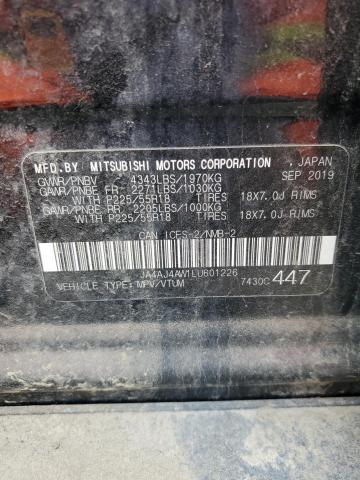 MFD.BY MITSUBISHI MOTORS CORPORATION , JAPAN
GVWR/PNBV 4343LBS/1970KG SEP 2019
GAWR/PNBE FR 2271LBS/1030KG
WITH P225/55R18 TIRES 18X7.0J RIMS
GAWR/PNBE RR 2205LBS/1000KG
WITH P225/55R18 TIRES 18X7.0J RIMS
CAN ICES-2/NMB-2
JA4AJ4AW1LU601226
VEHICLE TYPE: MPV/VTUM 7430C 447